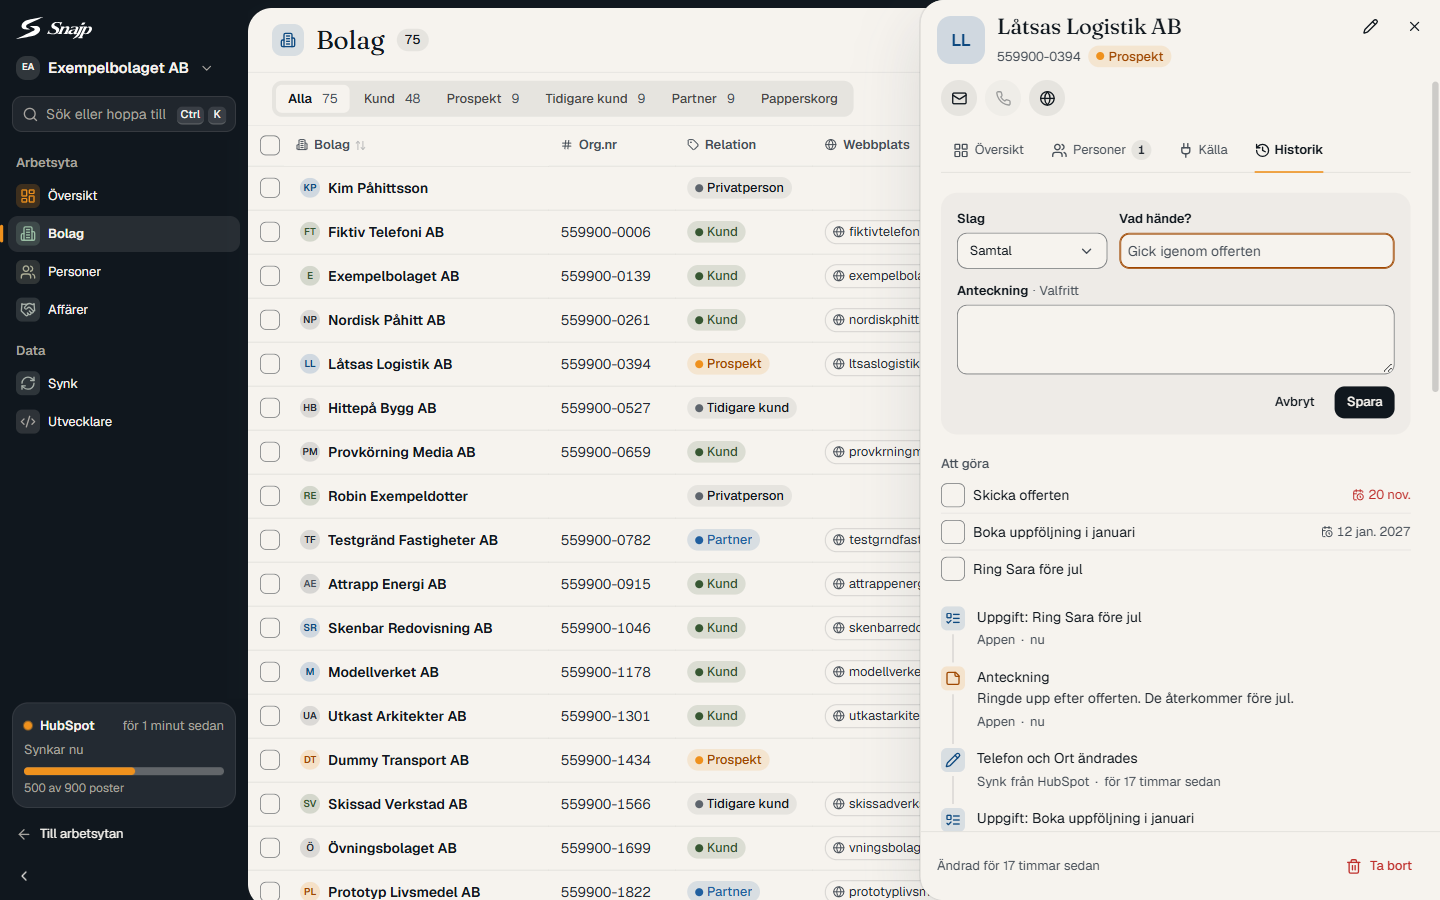 Snajp
EA Exempelbolaget AB
Sök eller hoppa till Ctrl K
Arbetsyta
Översikt
Bolag
Personer
Affärer
Data
Synk
Utvecklare
HubSpot för 1 minut sedan
Synkar nu
500 av 900 poster
Till arbetsytan
Bolag 75
Alla 75 Kund 48 Prospekt 9 Tidigare kund 9 Partner 9 Papperskorg
Bolag # Org.nr Relation Webbplats
KP Kim Påhittsson Privatperson
FT Fiktiv Telefoni AB 559900-0006 Kund fiktivtelefon
E Exempelbolaget AB 559900-0139 Kund exempelbola
NP Nordisk Påhitt AB 559900-0261 Kund nordiskphitt
LL Låtsas Logistik AB 559900-0394 Prospekt ltsaslogistik
HB Hittepå Bygg AB 559900-0527 Tidigare kund
PM Provkörning Media AB 559900-0659 Kund provkrningm
RE Robin Exempeldotter Privatperson
TF Testgränd Fastigheter AB 559900-0782 Partner testgrndfast
AE Attrapp Energi AB 559900-0915 Kund attrappenerg
SR Skenbar Redovisning AB 559900-1046 Kund skenbarredo
M Modellverket AB 559900-1178 Kund modellverke
UA Utkast Arkitekter AB 559900-1301 Kund utkastarkite
DT Dummy Transport AB 559900-1434 Prospekt
SV Skissad Verkstad AB 559900-1566 Tidigare kund skissadverk
Ö Övningsbolaget AB 559900-1699 Kund vningsbolag
PL Prototyp Livsmedel AB 559900-1822 Partner prototyplivsm
LL Låtsas Logistik AB
559900-0394 Prospekt
Översikt Personer 1 Källa Historik
Slag Vad hände?
Samtal Gick igenom offerten
Anteckning · Valfritt
Avbryt Spara
Att göra
Skicka offerten 20 nov.
Boka uppföljning i januari 12 jan. 2027
Ring Sara före jul
Uppgift: Ring Sara före jul
Appen · nu
Anteckning
Ringde upp efter offerten. De återkommer före jul.
Appen · nu
Telefon och Ort ändrades
Synk från HubSpot · för 17 timmar sedan
Uppgift: Boka uppföljning i januari
Ändrad för 17 timmar sedan Ta bort